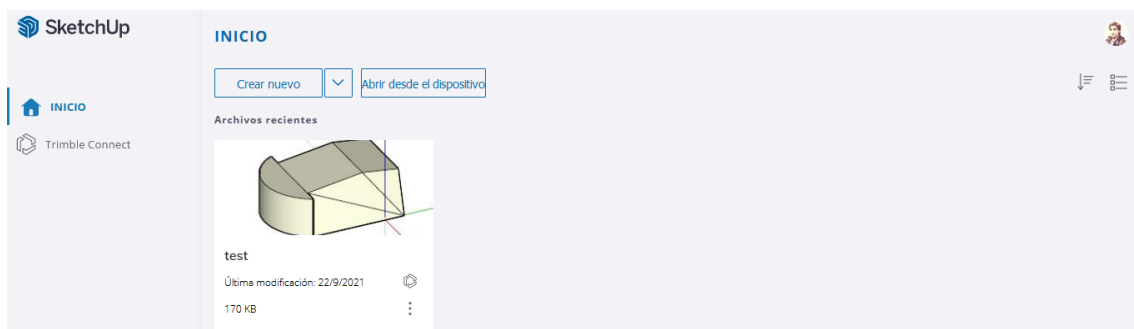 SketchUp
INICIO
Crear nuevo
Abrir desde el dispositivo
INICIO
Archivos recientes
Trimble Connect
test
Última modificación: 22/9/2021
170 KB